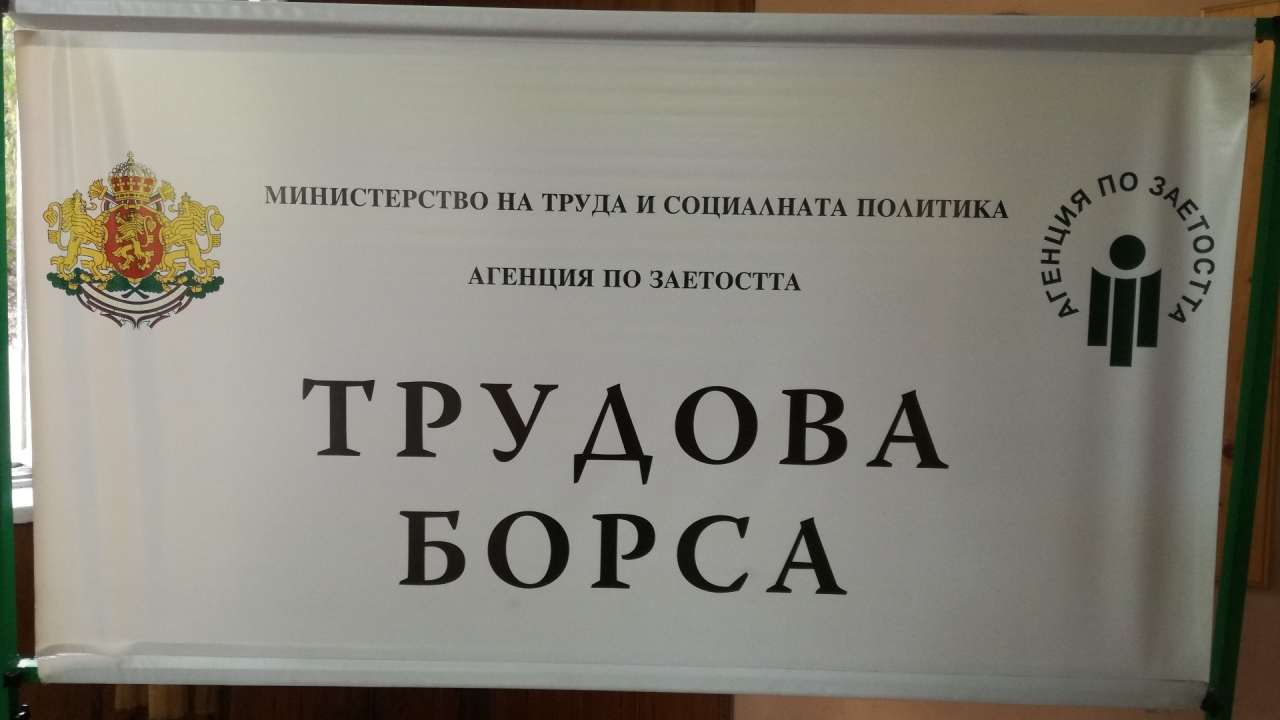 МИНИСТЕРСТВО НА ТРУДА И СОЦИАЛНАТА ПОЛИТИКА
АГЕНЦИЯ ПО ЗАЕТОСТТА
АГЕНЦИЯ ПО ЗАЕТОСТТА
ТРУДОВА
БОРСА